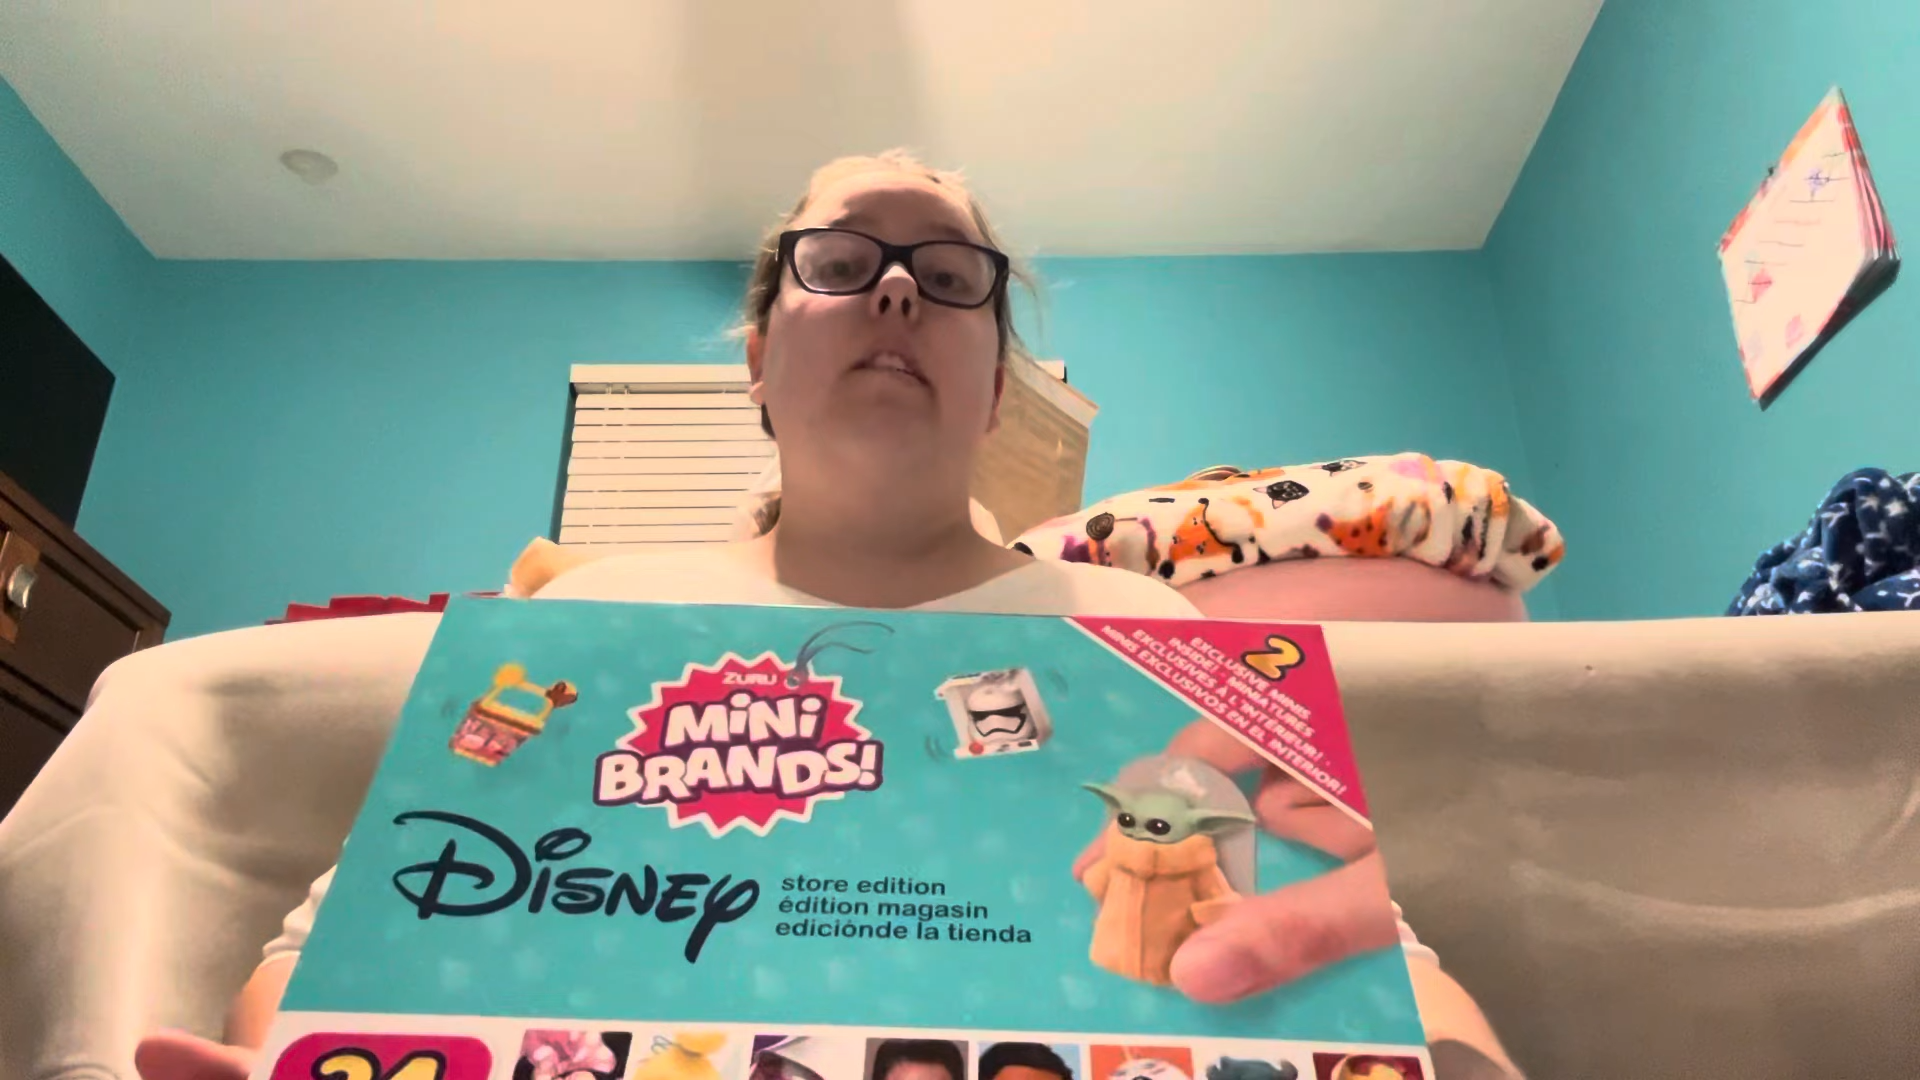 ZURU
MiNi
BRANDS!
2
EXCLUSIVE MINIS
INSIDE! · MINIATURES
EXCLUSIVES À L'INTÉRIEUR! ·
MINIS EXCLUSIVOS EN EL INTERIOR!
DISNEY
store edition
édition magasin
ediciónde la tienda
24